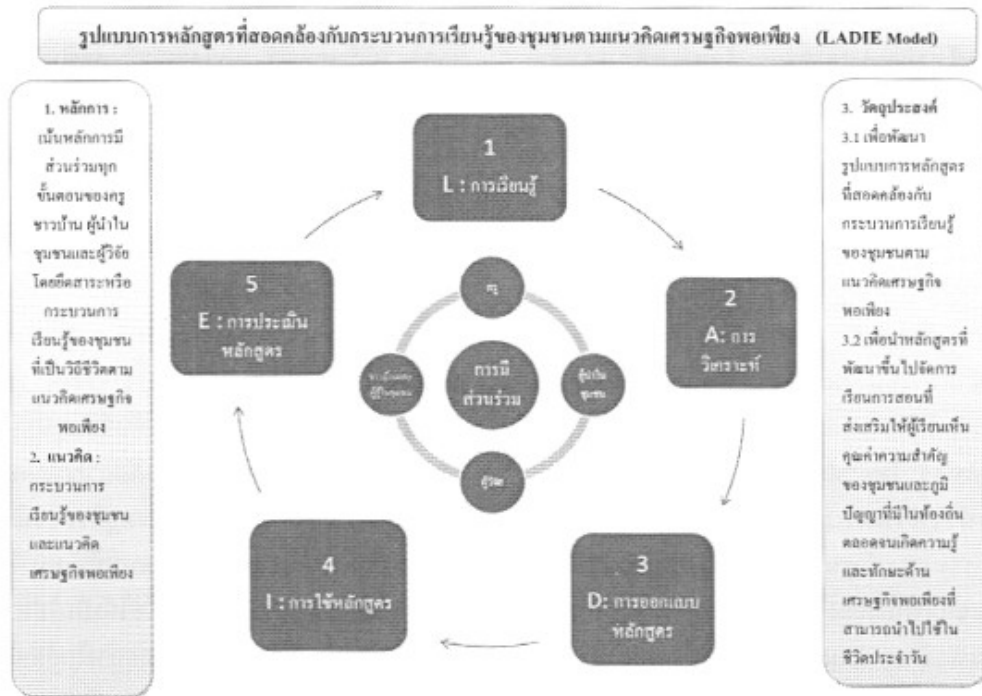 รูปแบบการหลักสูตรที่สอดคล้องกับกระบวนการเรียนรู้ของชุมชนตามแนวคิดเศรษฐกิจพอเพียง (LADIE Model)
1. หลักการ :
เน้นหลักการมี
ส่วนร่วมทุก
ขั้นตอนของครู
ชาวบ้าน ผู้นำใน
ชุมชนและผู้วิจัย
โดยยึดสาระหรือ
กระบวนการ
เรียนรู้ของชุมชน
ที่เป็นวิถีชีวิตตาม
แนวคิดเศรษฐกิจ
พอเพียง
2. แนวคิด :
กระบวนการ
เรียนรู้ของชุมชน
และแนวคิด
เศรษฐกิจพอเพียง
1
L : การเรียนรู้
2
A: การ
วิเคราะห์
3
D: การออกแบบ
หลักสูตร
4
I : การใช้หลักสูตร
5
E : การประเมิน
หลักสูตร
ครู
ผู้นำใน
ชุมชน
ผู้วิจัย
การมี
ส่วนร่วม
3. วัตถุประสงค์
3.1 เพื่อพัฒนา
รูปแบบการหลักสูตร
ที่สอดคล้องกับ
กระบวนการเรียนรู้
ของชุมชนตาม
แนวคิดเศรษฐกิจ
พอเพียง
3.2 เพื่อนำหลักสูตรที่
พัฒนาขึ้นไปจัดการ
เรียนการสอนที่
ส่งเสริมให้ผู้เรียนเห็น
คุณค่าความสำคัญ
ของชุมชนและภูมิ
ปัญญาที่มีในท้องถิ่น
ตลอดจนเกิดความรู้
และทักษะด้าน
เศรษฐกิจพอเพียงที่
สามารถนำไปใช้ใน
ชีวิตประจำวัน